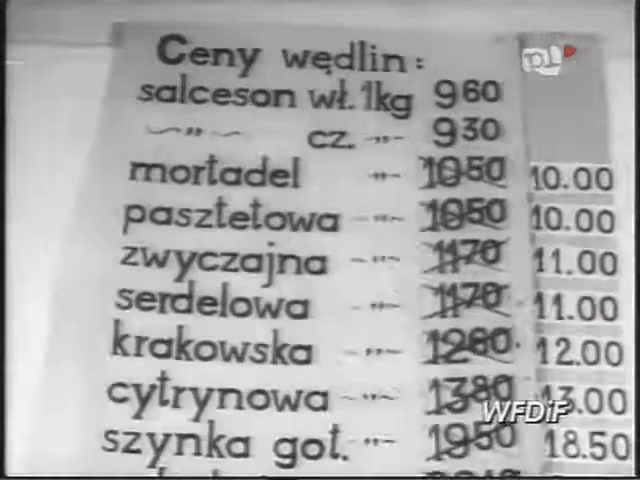 Ceny wędlin:
salceson wł. 1kg 960
〃 cz. 〃 930
mortadel 〃 1050 10.00
pasztetowa 〃 1050 10.00
zwyczajna 〃 1170 11.00
serdelowa 〃 1170 11.00
krakowska 〃 1260 12.00
cytrynowa 〃 1380 13.00
szynka got. 〃 1950 18.50
WFDiF